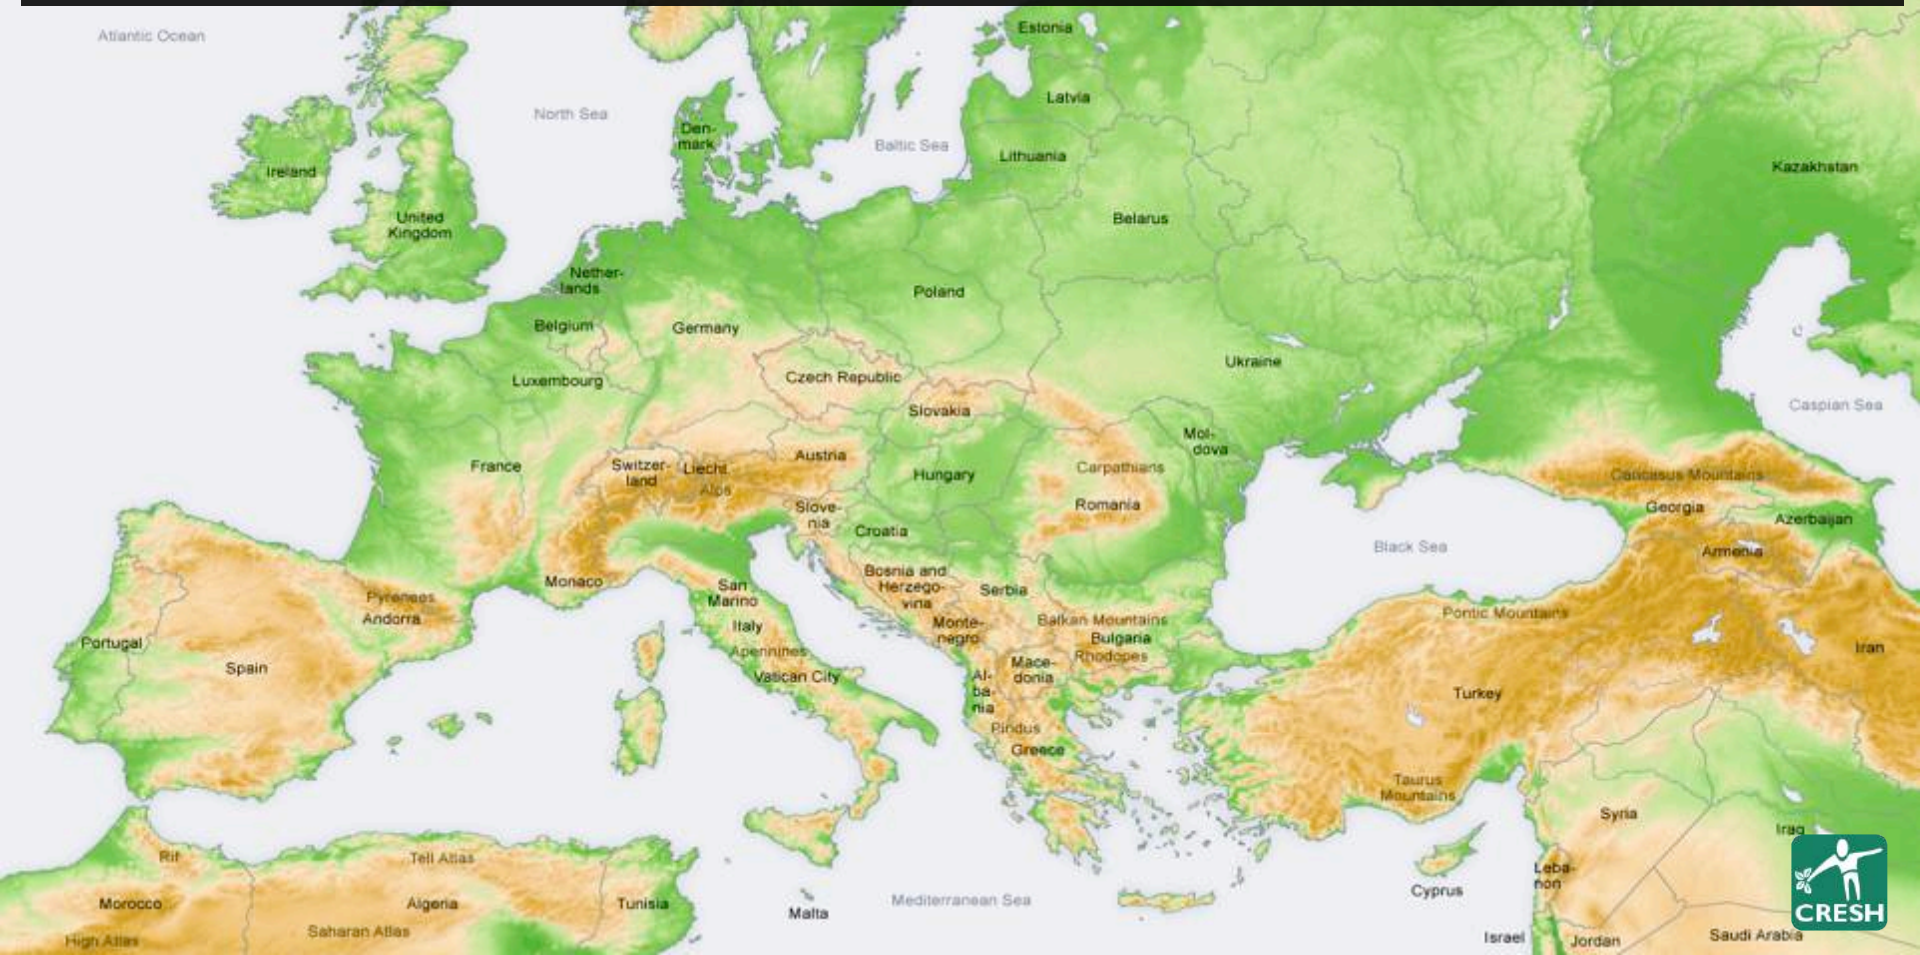 Atlantic Ocean
Estonia
Latvia
North Sea
Den-
mark
Baltic Sea
Lithuania
Ireland
Kazakhstan
United
Kingdom
Belarus
Nether-
lands
Poland
Belgium
Germany
Ukraine
Luxembourg
Czech Republic
Slovakia
Caspian Sea
Mol-
dova
France
Switzer-
land
Liecht.
Alps
Austria
Hungary
Carpathians
Romania
Caucasus Mountains
Georgia
Azerbaijan
Slove-
nia
Croatia
Black Sea
Armenia
Monaco
San
Marino
Bosnia and
Herzego-
vina
Serbia
Pyrenees
Andorra
Italy
Monte-
negro
Balkan Mountains
Bulgaria
Rhodopes
Pontic Mountains
Portugal
Spain
Apennines
Vatican City
Mace-
donia
Al-
ba-
nia
Iran
Turkey
Pindus
Greece
Taurus
Mountains
Syria
Iraq
Rif
Tell Atlas
Leba-
non
Cyprus
Morocco
Algeria
Tunisia
Malta
Mediterranean Sea
High Atlas
Saharan Atlas
Israel
Jordan
Saudi Arabia
CRESH